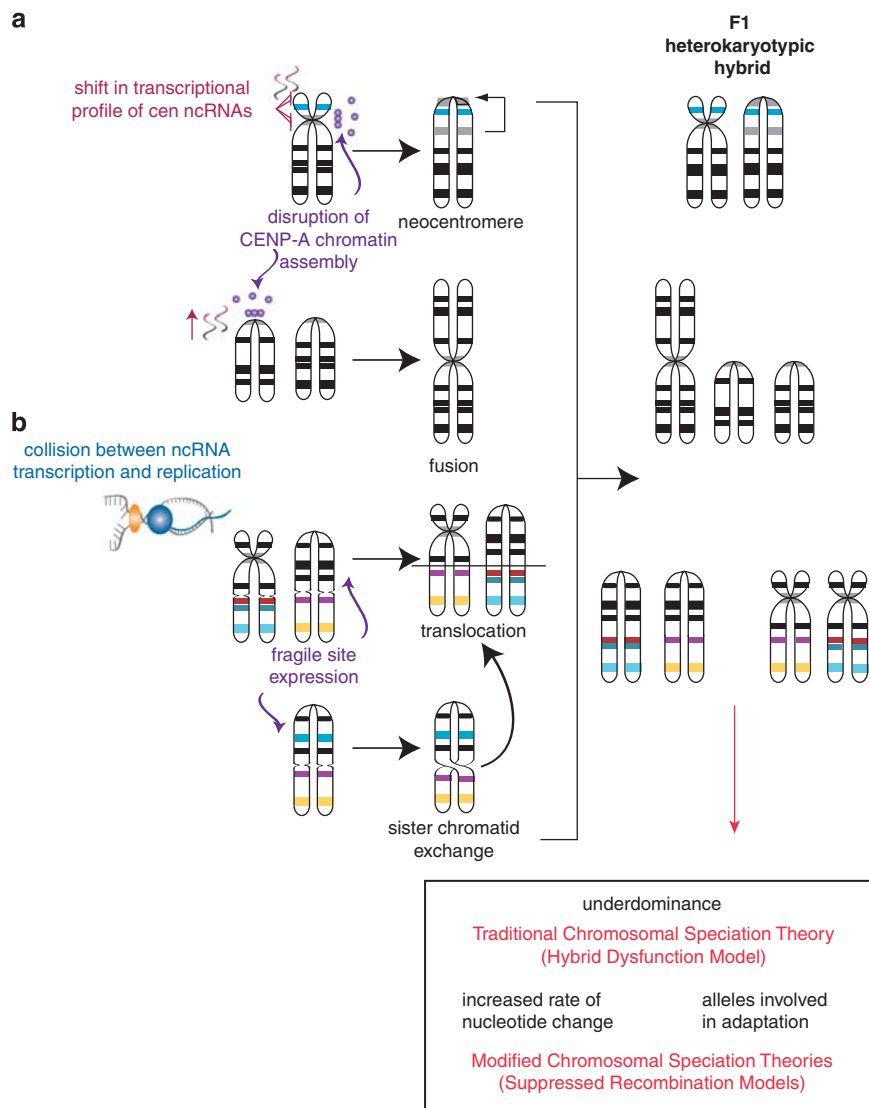 a
F1
heterokaryotypic
hybrid
shift in transcriptional
profile of cen ncRNAs
neocentromere
disruption of
CENP-A chromatin
assembly
fusion
b
collision between ncRNA
transcription and replication
translocation
fragile site
expression
sister chromatid
exchange
underdominance
Traditional Chromosomal Speciation Theory
(Hybrid Dysfunction Model)
increased rate of
nucleotide change
alleles involved
in adaptation
Modified Chromosomal Speciation Theories
(Suppressed Recombination Models)